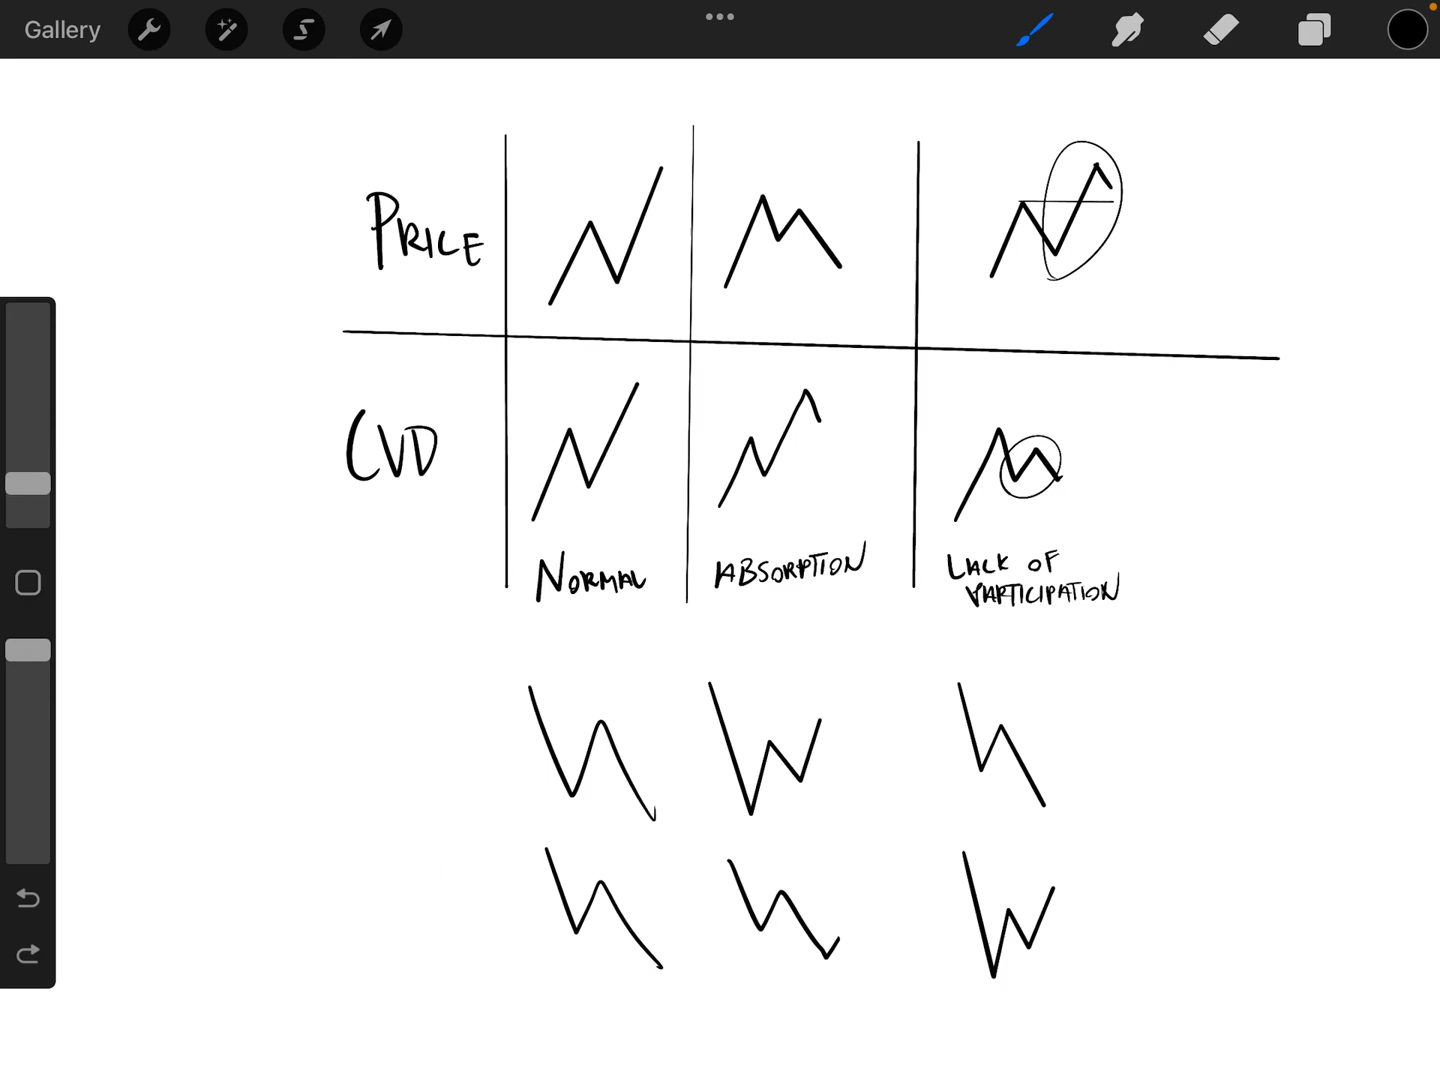 Gallery
PRICE
CVD
NORMAL
ABSORPTION
LACK OF
PARTICIPATION